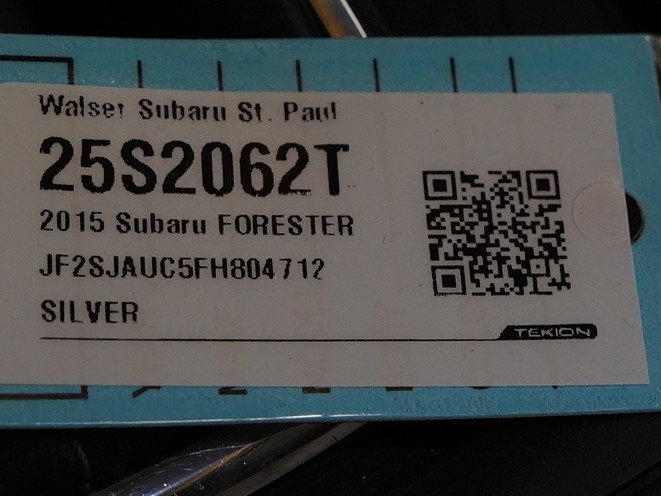 Walser Subaru St. Paul
25S2062T
2015 Subaru FORESTER
JF2SJAUC5FH804712
SILVER
TEKION